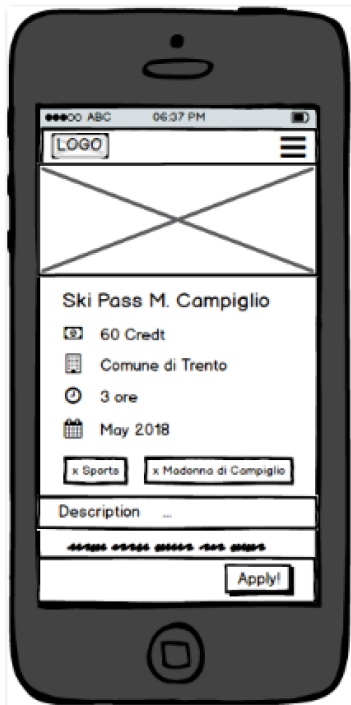 ABC 06:37 PM
LOGO
Ski Pass M. Campiglio
60 Credt
Comune di Trento
3 ore
May 2018
x Sports x Madonna di Campiglio
Description ...
Apply!